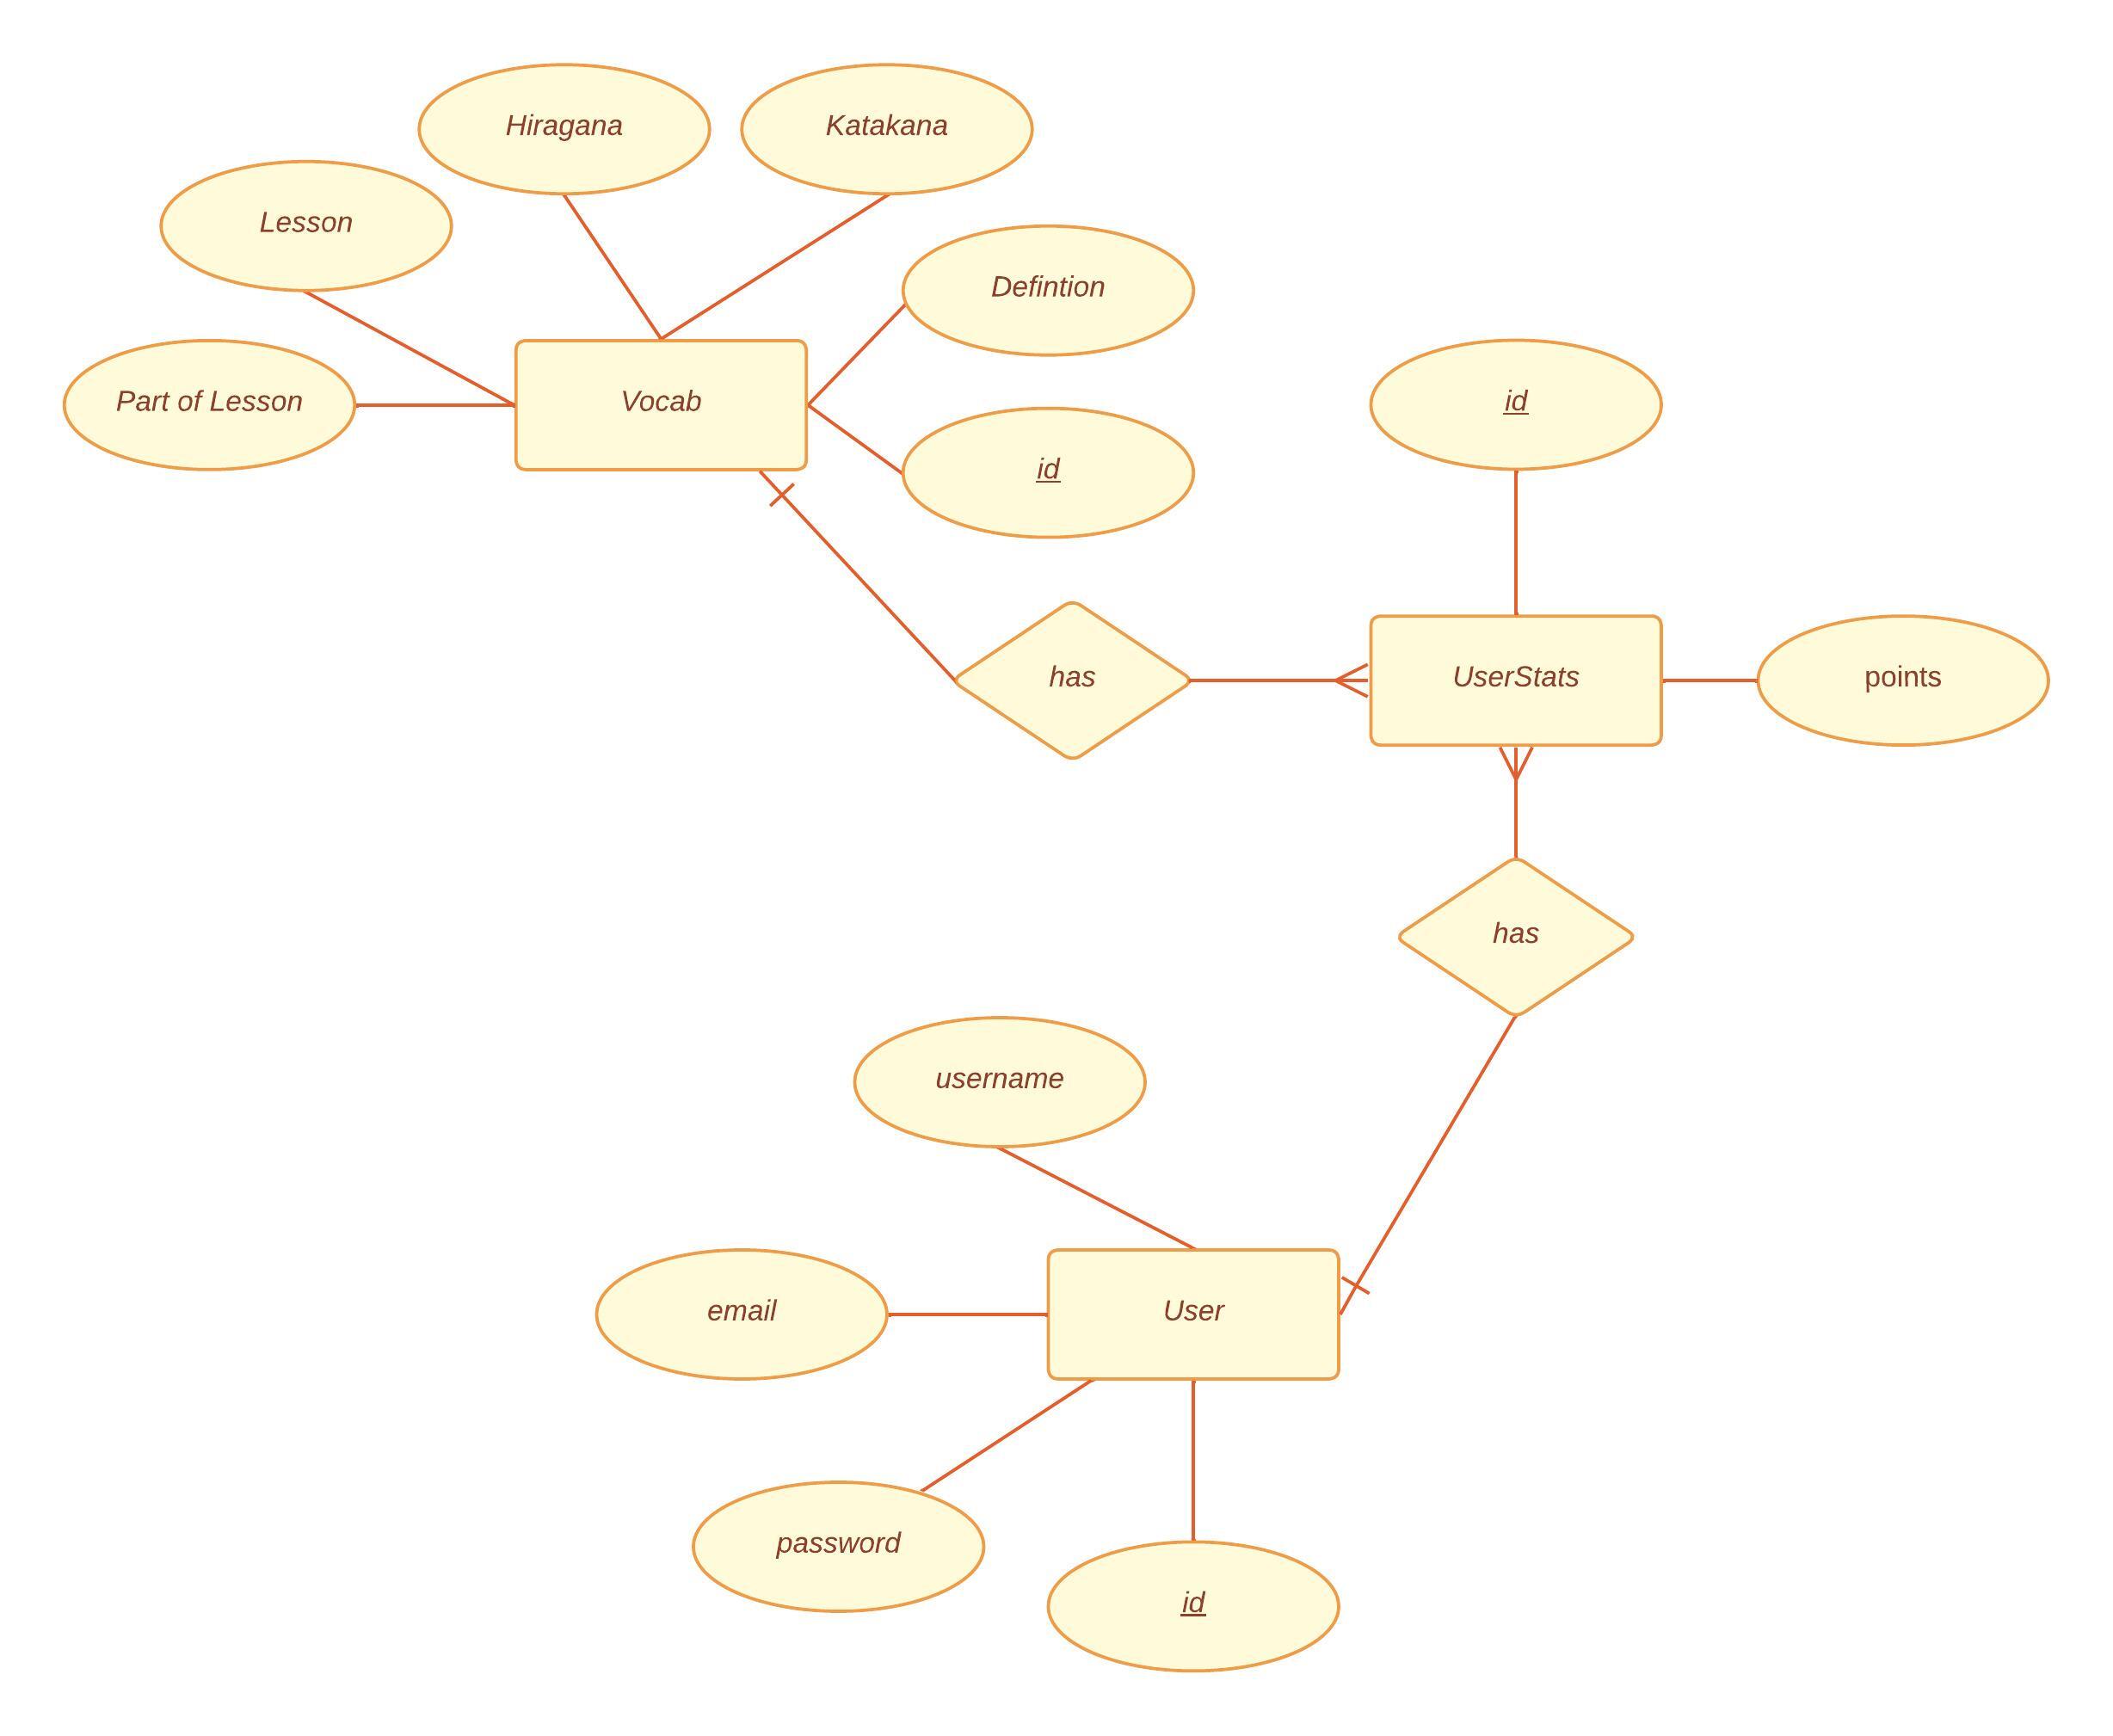 Hiragana
Katakana
Lesson
Defintion
Part of Lesson
Vocab
id
id
has
UserStats
points
has
username
email
User
password
id